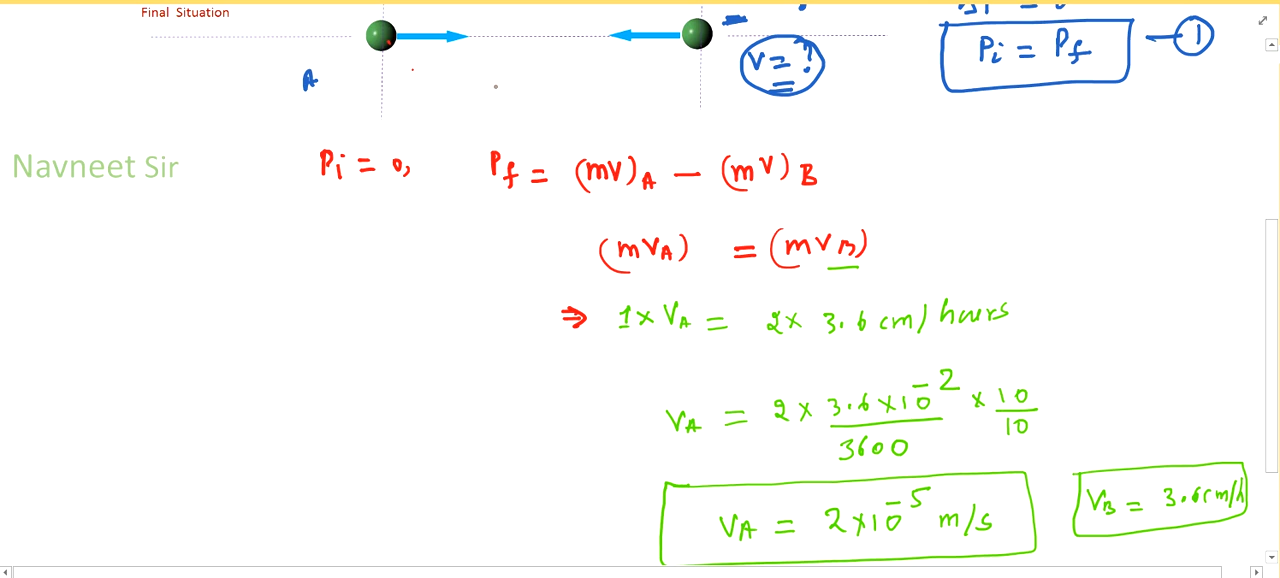 Final Situation
V = ?
Pi = Pf — 1
A
Navneet Sir
Pi = 0, Pf = (mV)A − (mV)B
(mVA) = (mVB)
⇒ 1 × VA = 2 × 3.6 cm/hours
VA = 2 × 3.6 × 10^-2 / 3600 × 10/10
VA = 2 × 10^-5 m/s
VB = 3.6 cm/h